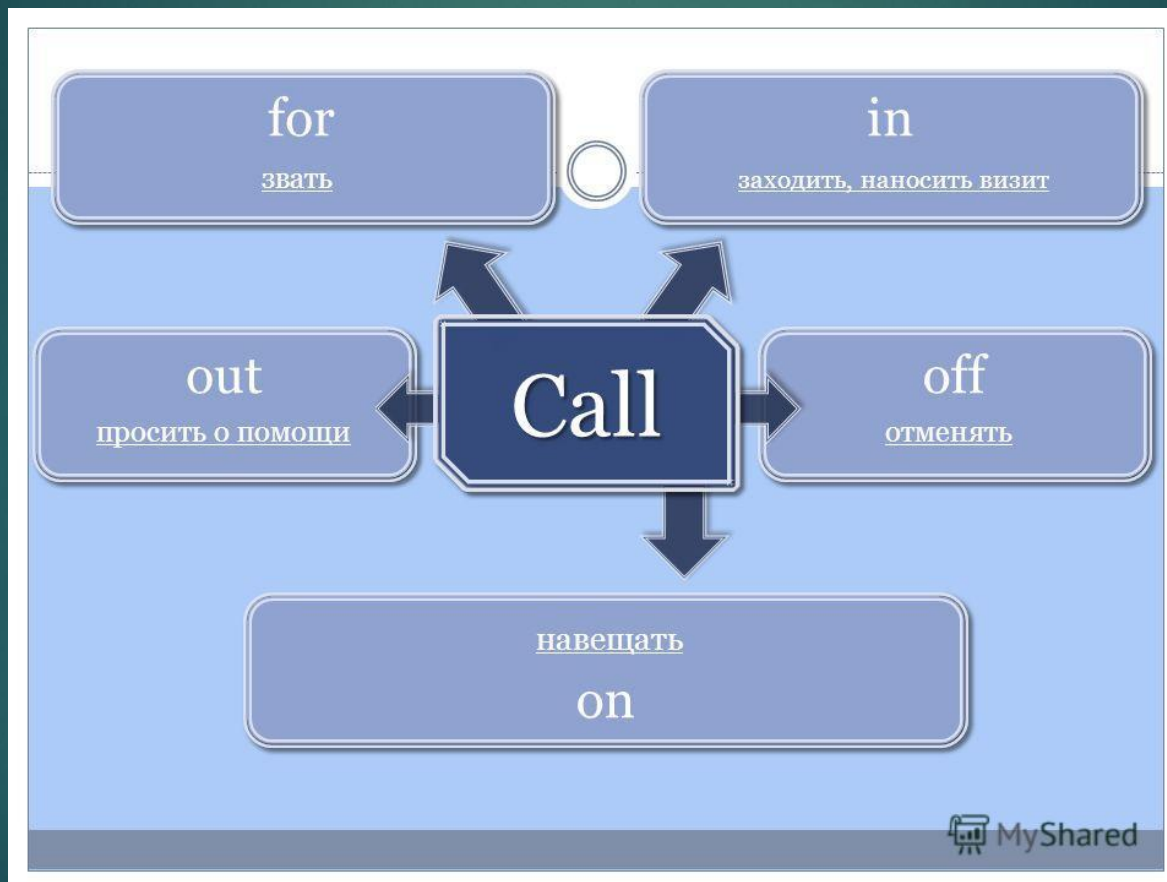 for
звать
in
заходить, наносить визит
out
просить о помощи
Call
off
отменять
навещать
on
MyShared